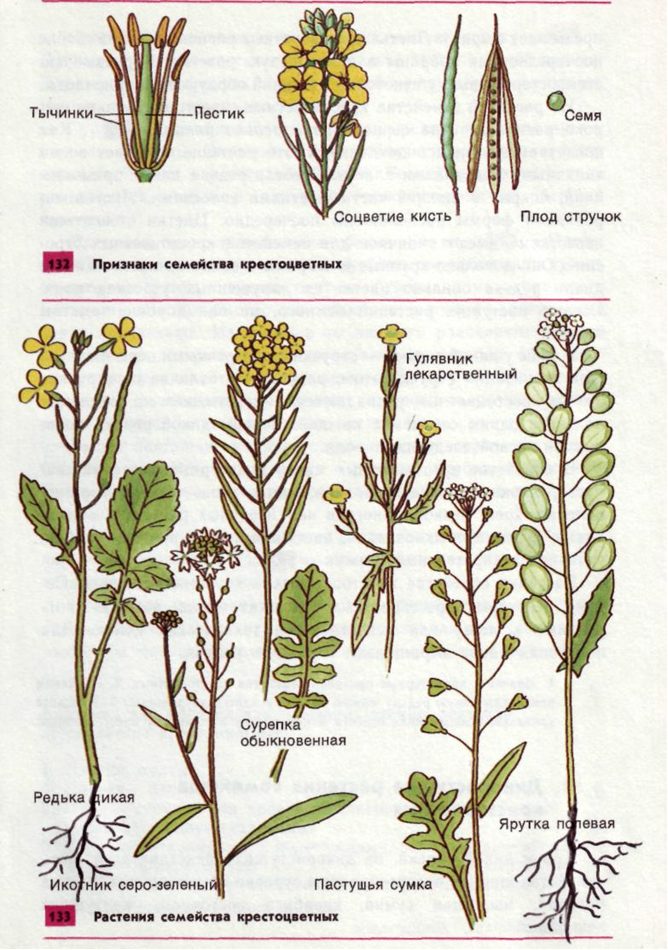 Тычинки
Пестик
Семя
Соцветие кисть
Плод стручок
132 Признаки семейства крестоцветных
Гулявник
лекарственный
Сурепка
обыкновенная
Редька дикая
Ярутка полевая
Икотник серо-зеленый
Пастушья сумка
133 Растения семейства крестоцветных